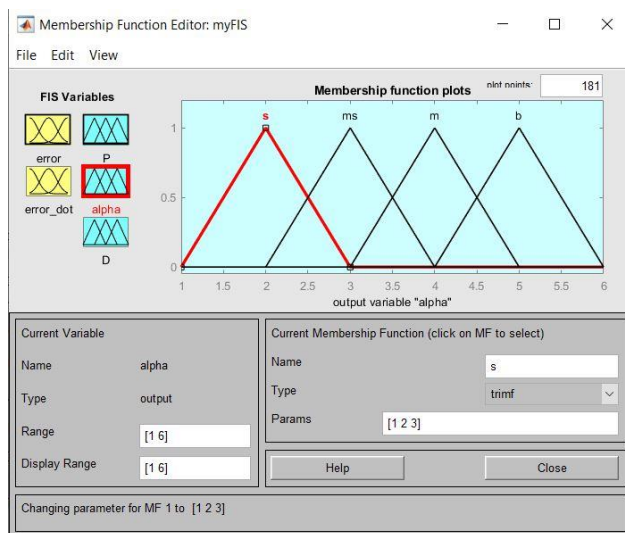 Membership Function Editor: myFIS
File Edit View
FIS Variables
error
P
error_dot
alpha
D
Membership function plots
plot points:
181
s
ms
m
b
1
0.5
0
1
1.5
2
2.5
3
3.5
4
4.5
5
5.5
6
output variable "alpha"
Current Variable
Name alpha
Type output
Range [1 6]
Display Range [1 6]
Current Membership Function (click on MF to select)
Name s
Type trimf
Params [1 2 3]
Help Close
Changing parameter for MF 1 to [1 2 3]